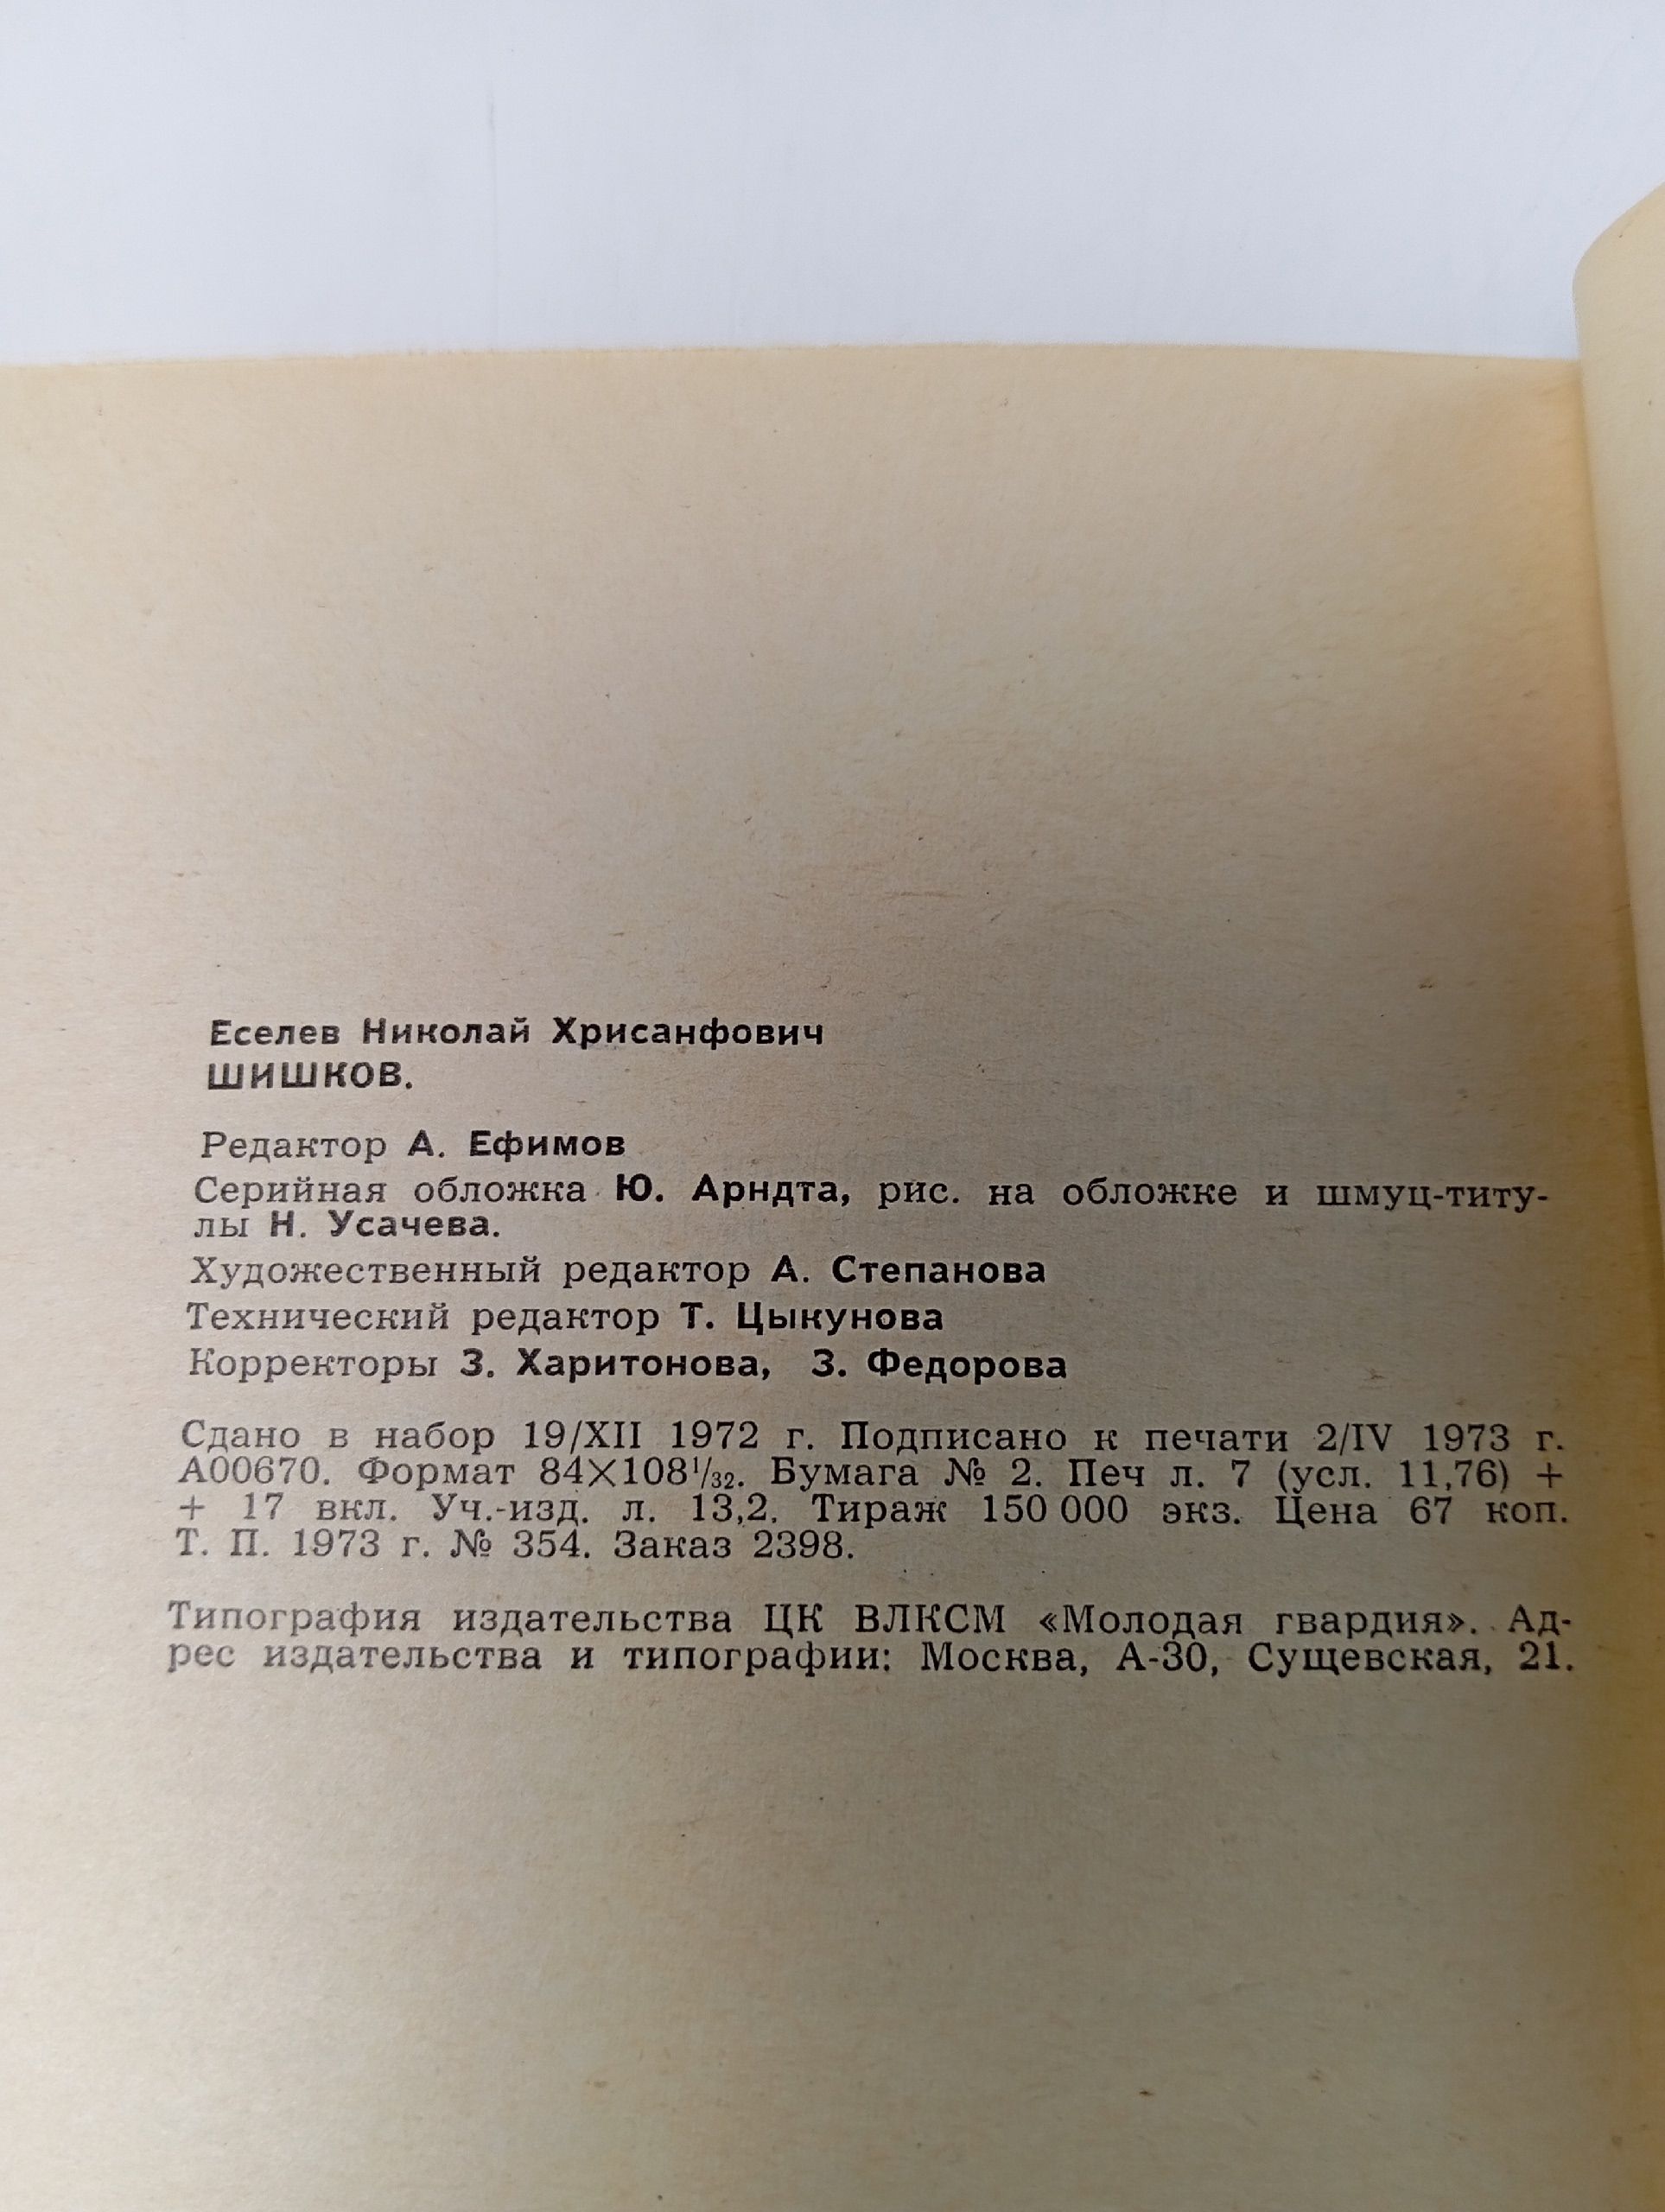 Еселев Николай Хрисанфович
ШИШКОВ.
Редактор А. Ефимов
Серийная обложка Ю. Арндта, рис. на обложке и шмуц-титу-
лы Н. Усачева.
Художественный редактор А. Степанова
Технический редактор Т. Цыкунова
Корректоры З. Харитонова, З. Федорова
Сдано в набор 19/XII 1972 г. Подписано к печати 2/IV 1973 г.
А00670. Формат 84×108¹/₃₂. Бумага № 2. Печ л. 7 (усл. 11,76) +
+ 17 вкл. Уч.-изд. л. 13,2. Тираж 150 000 экз. Цена 67 коп.
Т. П. 1973 г. № 354. Заказ 2398.
Типография издательства ЦК ВЛКСМ «Молодая гвардия». Ад-
рес издательства и типографии: Москва, А-30, Сущевская, 21.